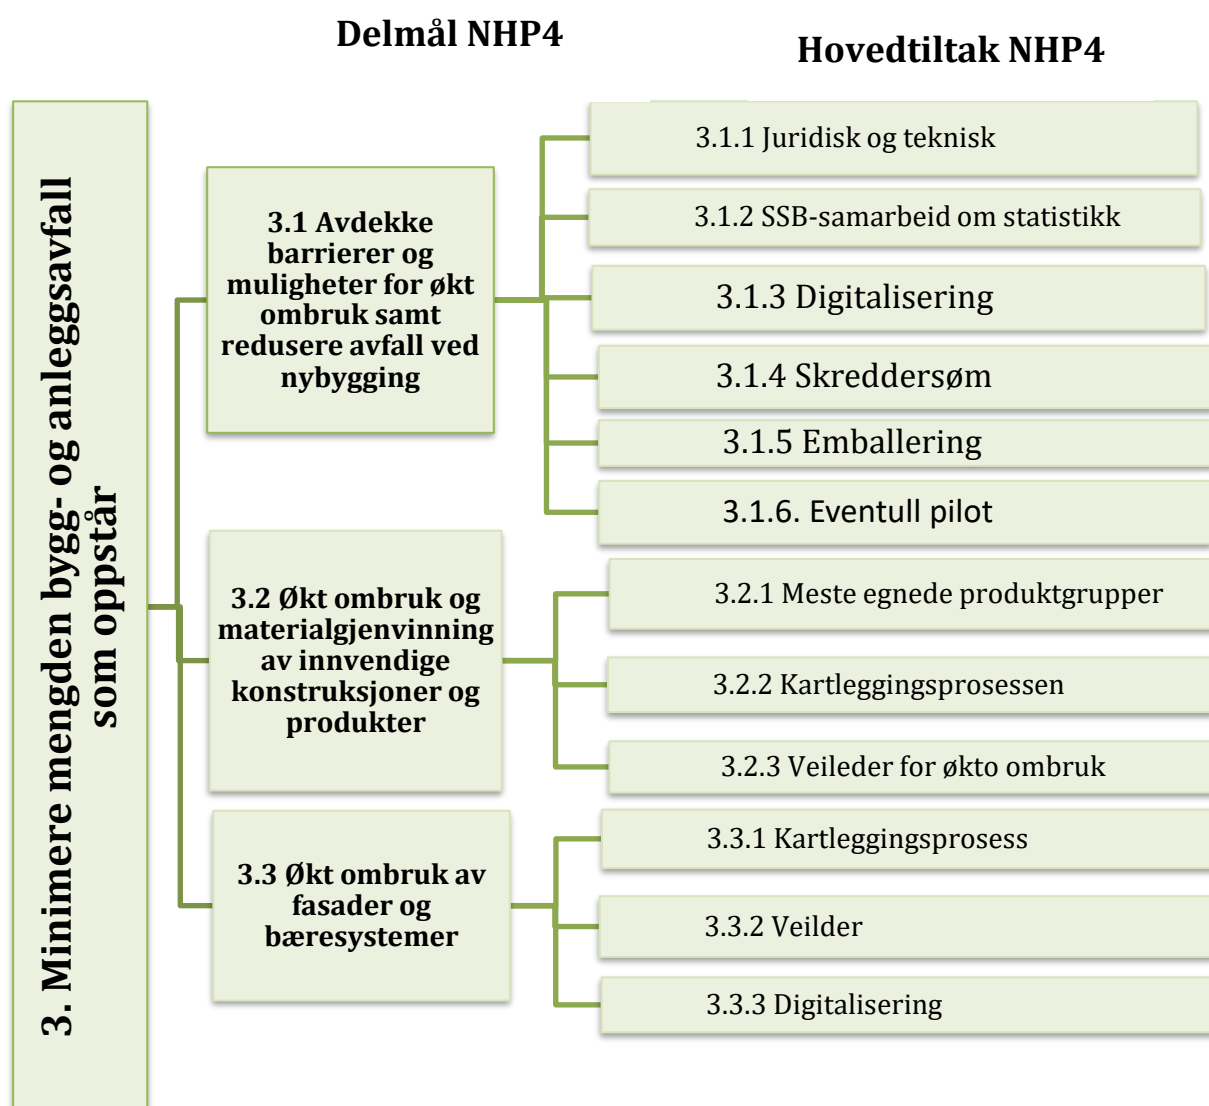 Delmål NHP4
Hovedtiltak NHP4
3. Minimere mengden bygg- og anleggsavfall
som oppstår
3.1 Avdekke
barrierer og
muligheter for økt
ombruk samt
redusere avfall ved
nybygging
3.1.1 Juridisk og teknisk
3.1.2 SSB-samarbeid om statistikk
3.1.3 Digitalisering
3.1.4 Skreddersøm
3.1.5 Emballering
3.1.6. Eventull pilot
3.2 Økt ombruk og
materialgjenvinning
av innvendige
konstruksjoner og
produkter
3.2.1 Meste egnede produktgrupper
3.2.2 Kartleggingsprosessen
3.2.3 Veileder for økto ombruk
3.3 Økt ombruk av
fasader og
bæresystemer
3.3.1 Kartleggingsprosess
3.3.2 Veilder
3.3.3 Digitalisering